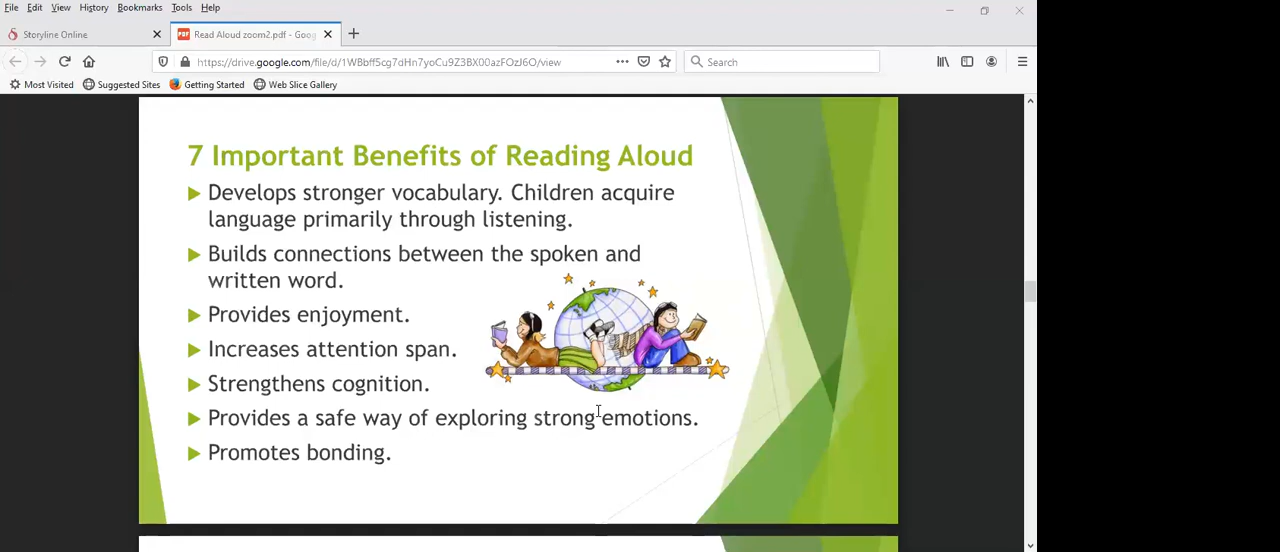 File Edit View History Bookmarks Tools Help
Storyline Online
PDF Read Aloud zoom2.pdf - Goog
https://drive.google.com/file/d/1WBbff5cg7dHn7yoCu9Z3BX00azFOzJ6O/view
Search
Most Visited Suggested Sites Getting Started Web Slice Gallery
7 Important Benefits of Reading Aloud
Develops stronger vocabulary. Children acquire
language primarily through listening.
Builds connections between the spoken and
written word.
Provides enjoyment.
Increases attention span.
Strengthens cognition.
Provides a safe way of exploring strong emotions.
Promotes bonding.